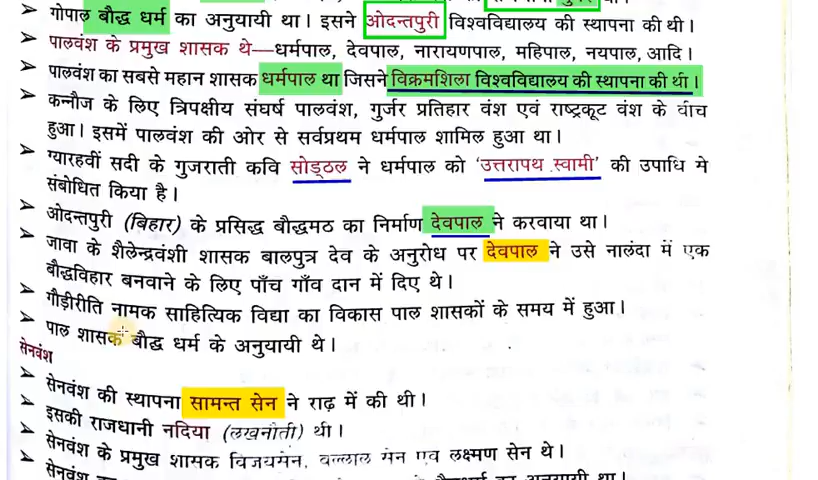 ➤ गोपाल बौद्ध धर्म का अनुयायी था। इसने ओदन्तपुरी विश्वविद्यालय की स्थापना की थी।
➤ पालवंश के प्रमुख शासक थे—धर्मपाल, देवपाल, नारायणपाल, महिपाल, नयपाल, आदि।
➤ पालवंश का सबसे महान शासक धर्मपाल था जिसने विक्रमशिला विश्वविद्यालय की स्थापना की थी।
➤ कन्नौज के लिए त्रिपक्षीय संघर्ष पालवंश, गुर्जर प्रतिहार वंश एवं राष्ट्रकूट वंश के बीच
हुआ। इसमें पालवंश की ओर से सर्वप्रथम धर्मपाल शामिल हुआ था।
➤ ग्यारहवीं सदी के गुजराती कवि सोड्ठल ने धर्मपाल को ‘उत्तरापथ स्वामी’ की उपाधि मे
संबोधित किया है।
➤ ओदन्तपुरी (बिहार) के प्रसिद्ध बौद्धमठ का निर्माण देवपाल ने करवाया था।
➤ जावा के शैलेन्द्रवंशी शासक बालपुत्र देव के अनुरोध पर देवपाल ने उसे नालंदा में एक
बौद्धविहार बनवाने के लिए पाँच गाँव दान में दिए थे।
➤ गौड़ीरीति नामक साहित्यिक विद्या का विकास पाल शासकों के समय में हुआ।
➤ पाल शासक बौद्ध धर्म के अनुयायी थे।
सेनवंश
➤ सेनवंश की स्थापना सामन्त सेन ने राढ़ में की थी।
➤ इसकी राजधानी नदिया (लखनौती) थी।
➤ सेनवंश के प्रमुख शासक विजयसेन, बल्लाल सेन एवं लक्ष्मण सेन थे।